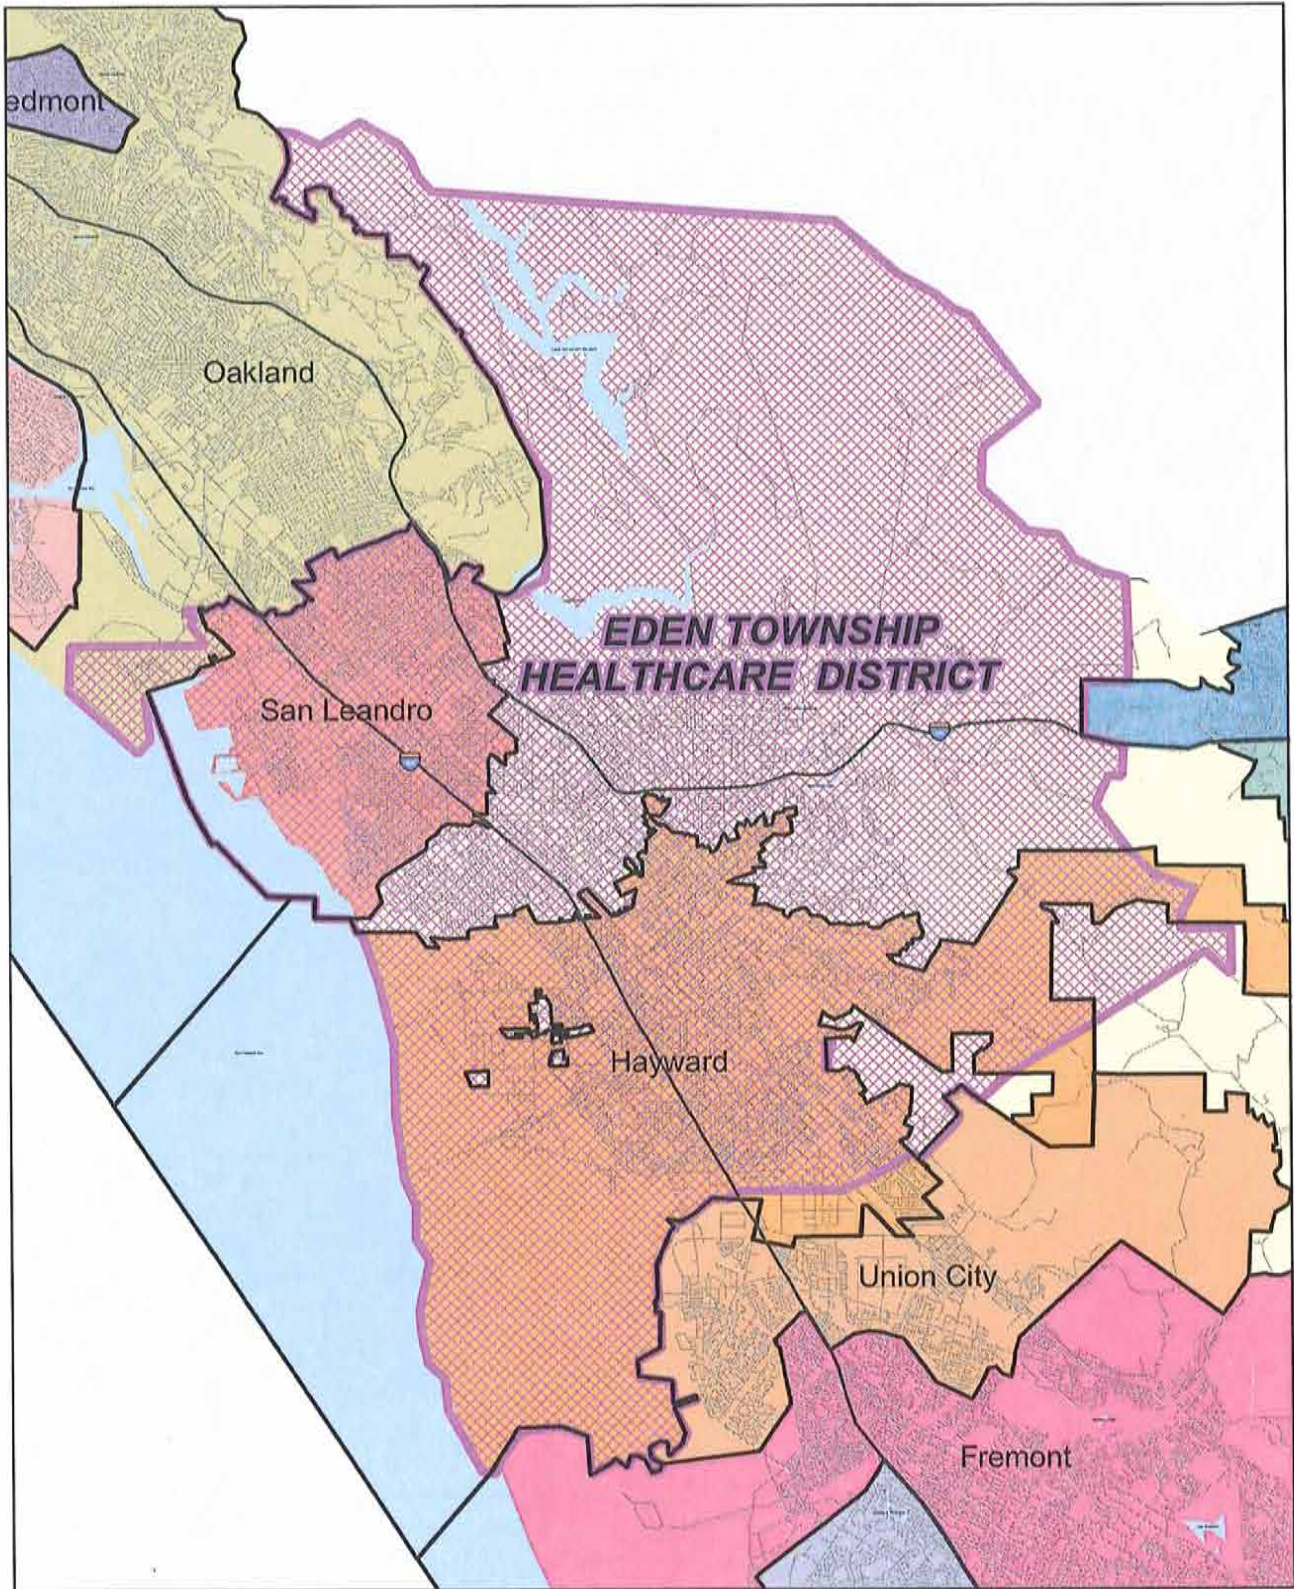 edmont
Oakland
EDEN TOWNSHIP
HEALTHCARE DISTRICT
San Leandro
Hayward
Union City
Fremont